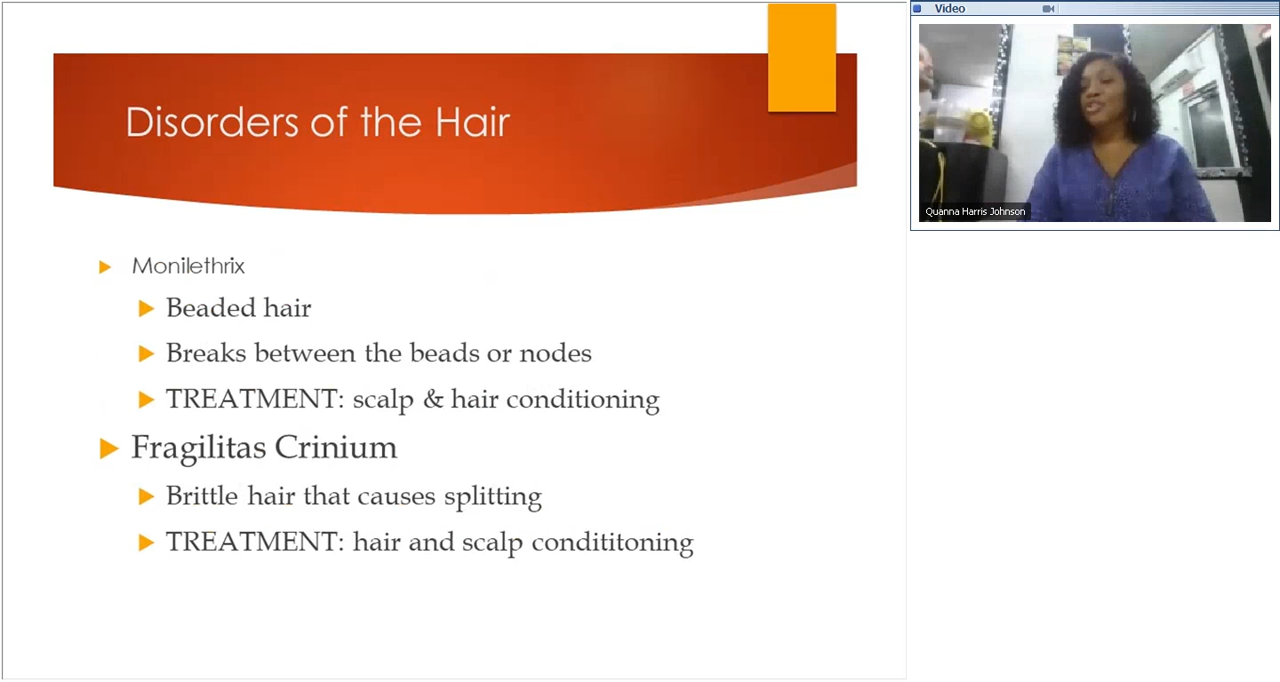 Disorders of the Hair
Monilethrix
Beaded hair
Breaks between the beads or nodes
TREATMENT: scalp & hair conditioning
Fragilitas Crinium
Brittle hair that causes splitting
TREATMENT: hair and scalp condititoning
Video
Quanna Harris Johnson